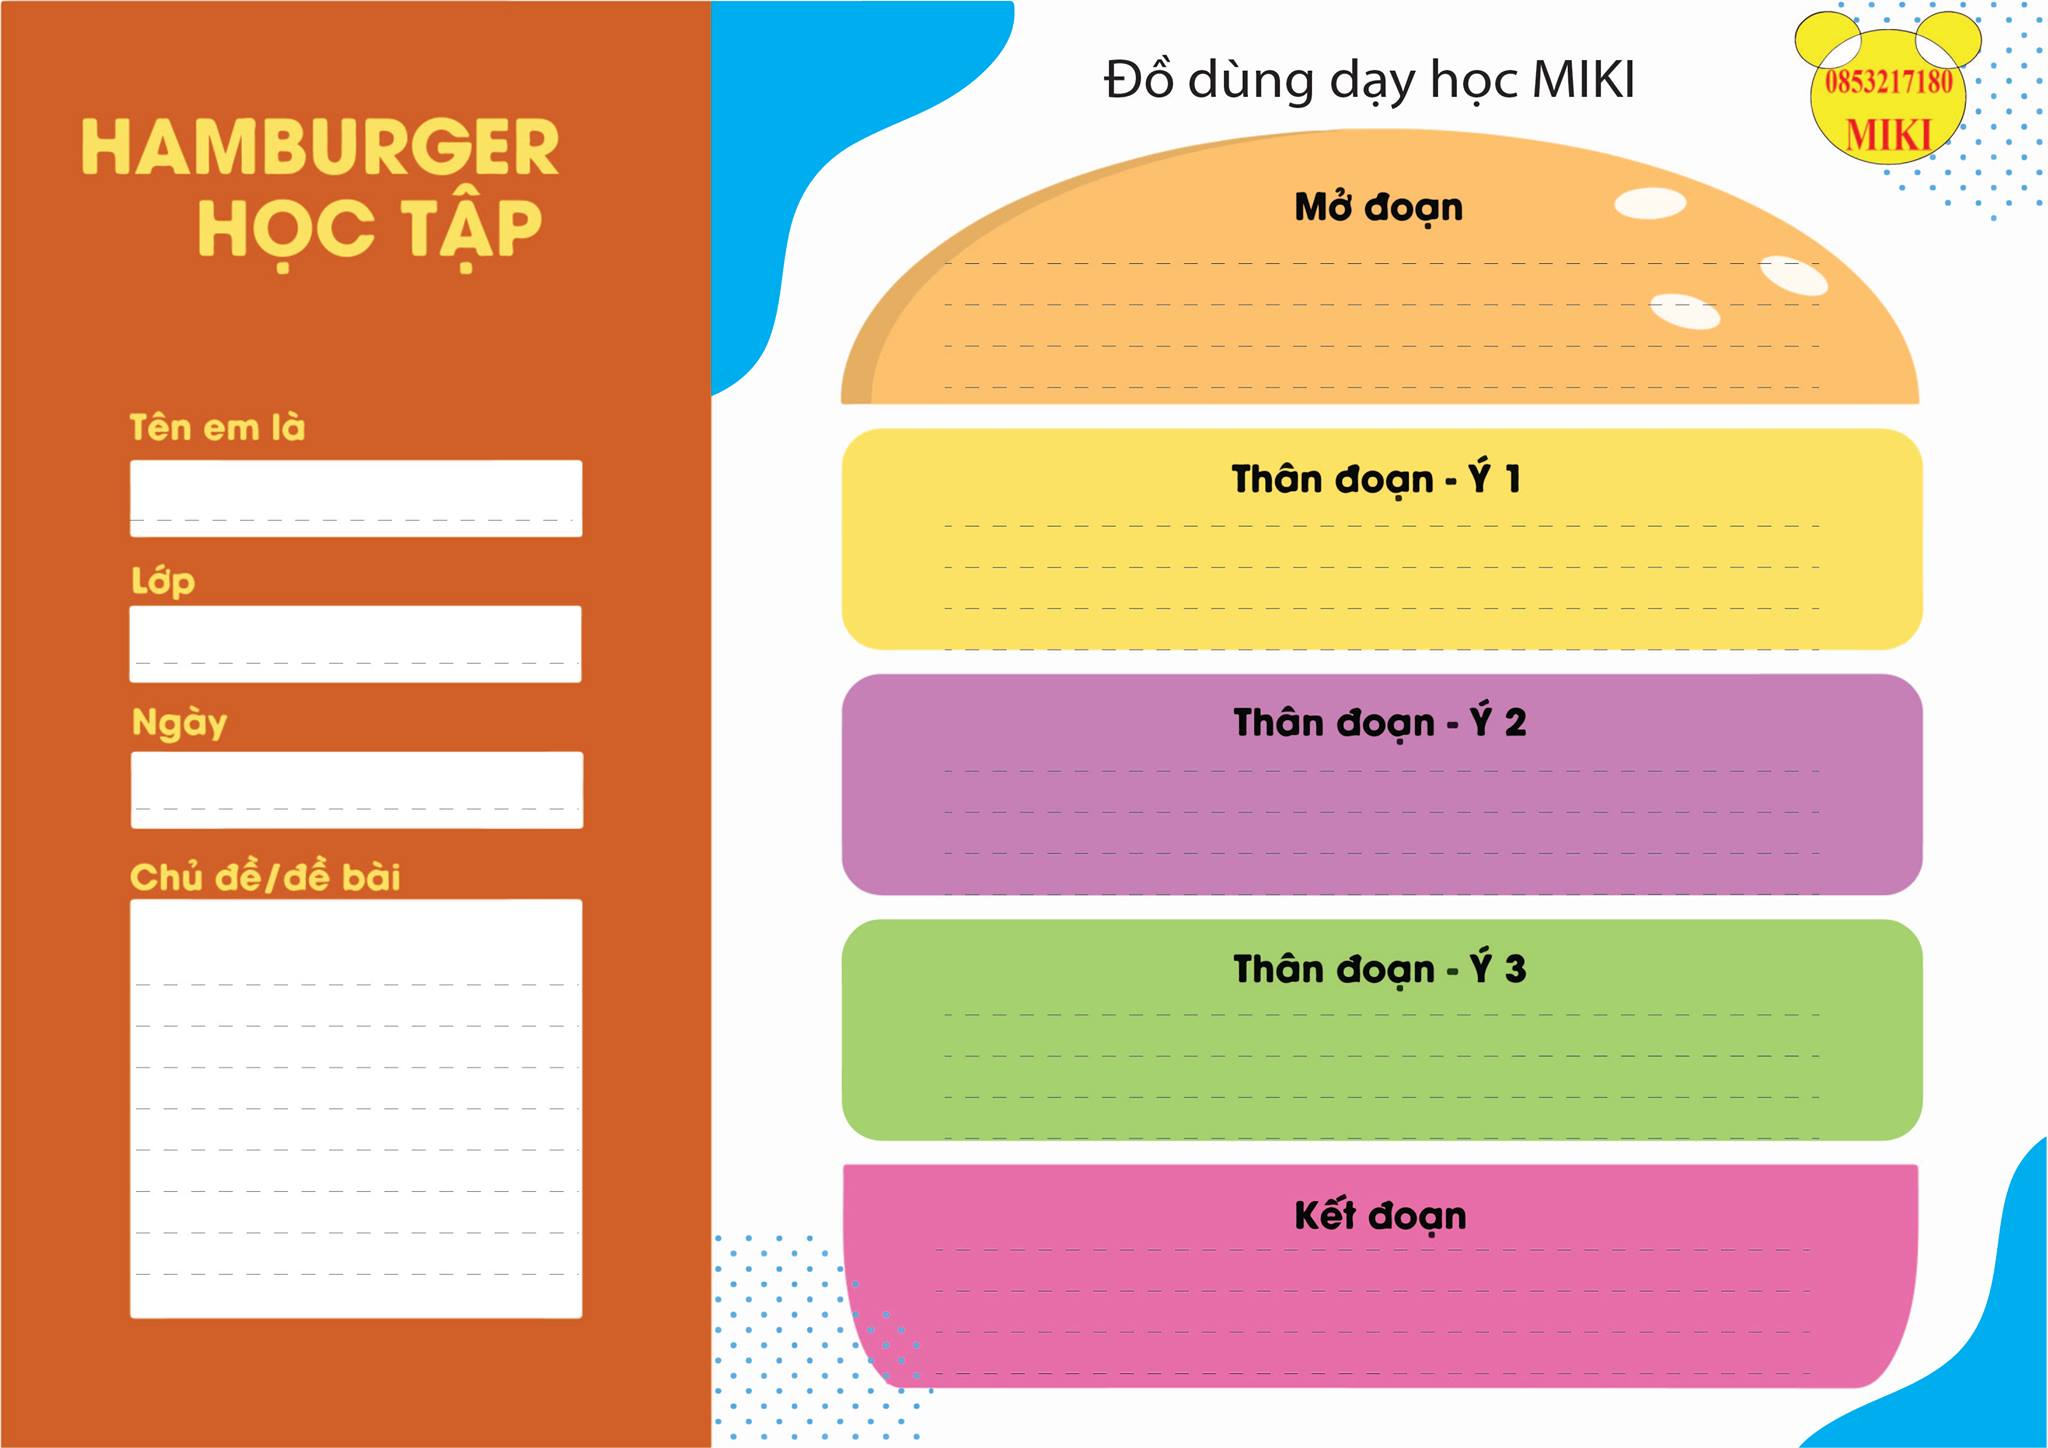 HAMBURGER
HỌC TẬP
Tên em là
Lớp
Ngày
Chủ đề/đề bài
Đồ dùng dạy học MIKI
0853217180
MIKI
Mở đoạn
Thân đoạn - Ý 1
Thân đoạn - Ý 2
Thân đoạn - Ý 3
Kết đoạn